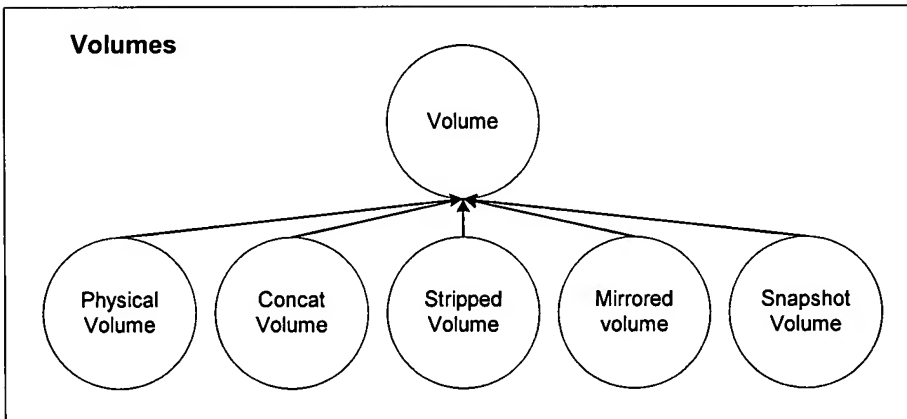 Volumes
Volume
Physical
Volume
Concat
Volume
Stripped
Volume
Mirrored
volume
Snapshot
Volume